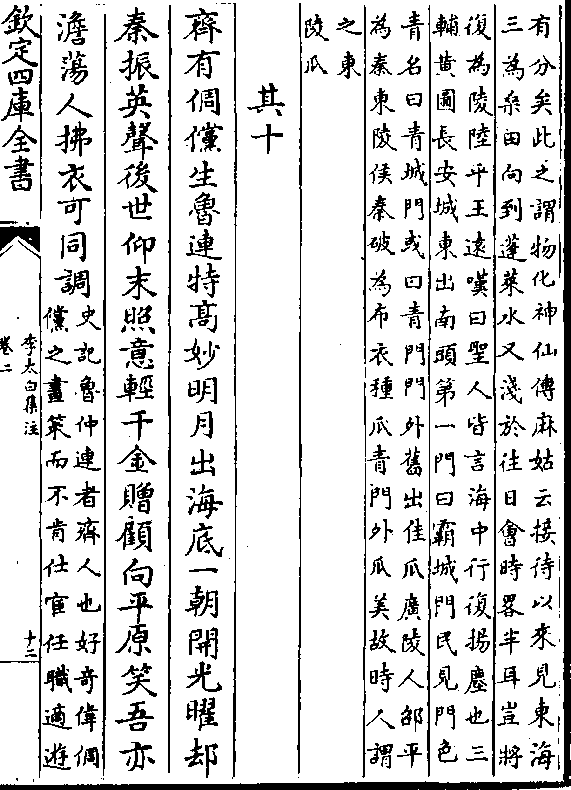 有分矣此之謂物化神仙傳麻姑云接待以來見東海
三為桑田向到蓬萊水又淺於往日會時畧半耳豈將
復為陵陸乎王遠嘆曰聖人皆言海中行復揚塵也三
輔黄圖長安城東出南頭第一門曰霸城門民見門色
青名曰青城門或曰青門門外舊出佳瓜廣陵人邵平
為秦東陵侯秦破為布衣種瓜青門外瓜美故時人謂
之東
陵瓜
其十
齊有倜儻生魯連特髙妙明月出海底一朝開光曜却
秦振英聲後世仰末照意輕千金贈顧向平原笑吾亦
澹蕩人拂衣可同調
史記魯仲連者齊人也好奇偉倜
儻之畫策而不肯仕宦任職適遊
欽定四庫全書
李太白集注
卷二
十二